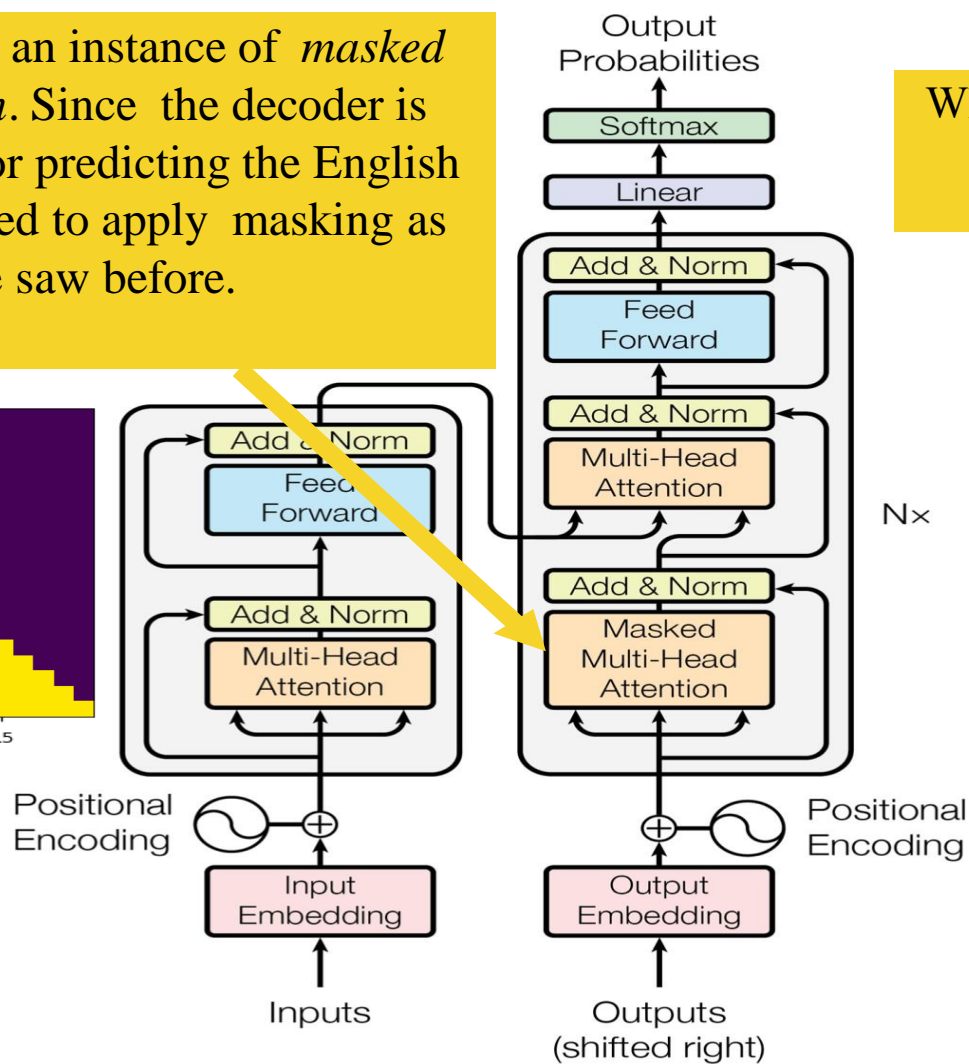 an instance of masked
. Since the decoder is
or predicting the English
ed to apply masking as
saw before.
Output
Probabilities
Softmax
Linear
Add & Norm
Feed
Forward
Add & Norm
Multi-Head
Attention
Nx
Add & Norm
Masked
Multi-Head
Attention
Add & Norm
Feed
Forward
Add & Norm
Multi-Head
Attention
Positional
Encoding
Positional
Encoding
Input
Embedding
Output
Embedding
Inputs
Outputs
(shifted right)